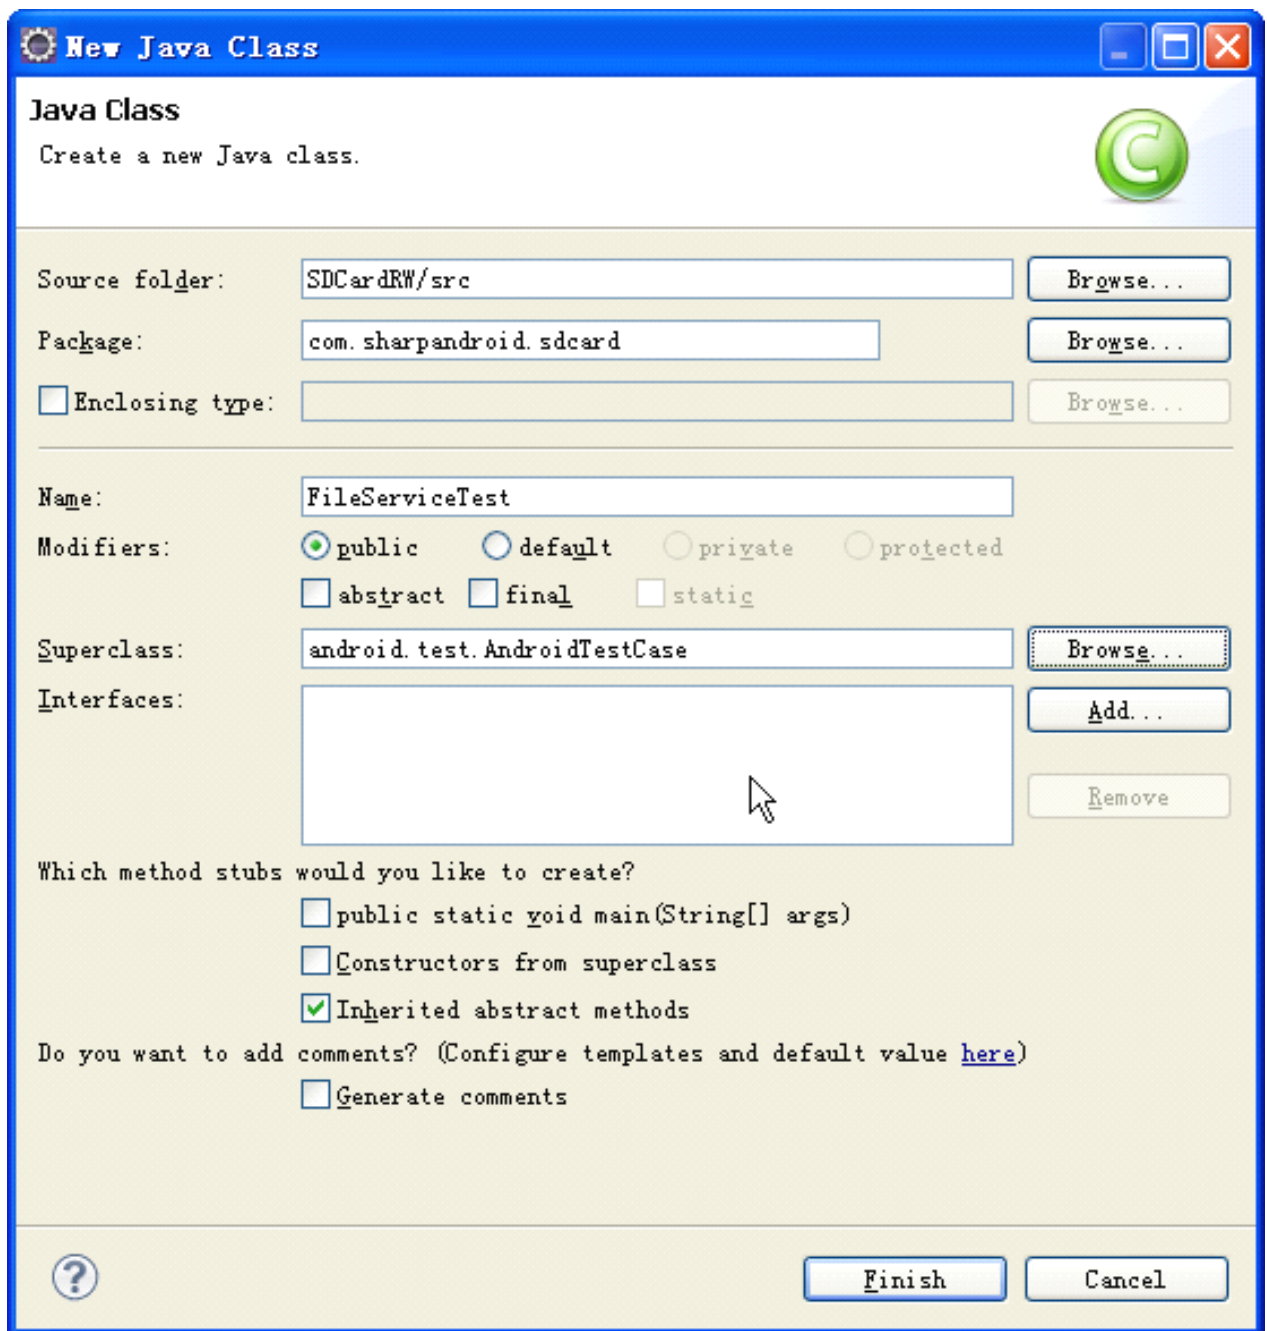 New Java Class
Java Class
Create a new Java class.
C
Source folder: SDCardRW/src Browse...
Package: com.sharpandroid.sdcard Browse...
Enclosing type: Browse...
Name: FileServiceTest
Modifiers: public default private protected
abstract final static
Superclass: android.test.AndroidTestCase Browse...
Interfaces: Add...
Remove
Which method stubs would you like to create?
public static void main(String[] args)
Constructors from superclass
Inherited abstract methods
Do you want to add comments? (Configure templates and default value here)
Generate comments
? Finish Cancel